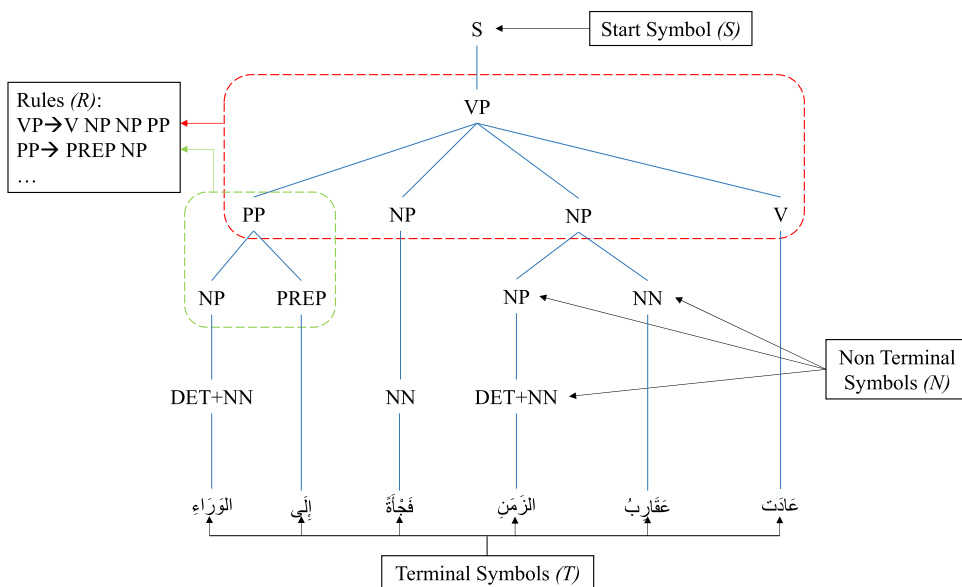 S
Start Symbol (S)
Rules (R):
VP→V NP NP PP
PP→ PREP NP
…
VP
PP
NP
NP
V
NP
PREP
NP
NN
Non Terminal
Symbols (N)
DET+NN
NN
DET+NN
عَادَت
عَقَارِبُ
الزَمَنِ
فَجْأَةً
إِلَى
الوَرَاءِ
Terminal Symbols (T)